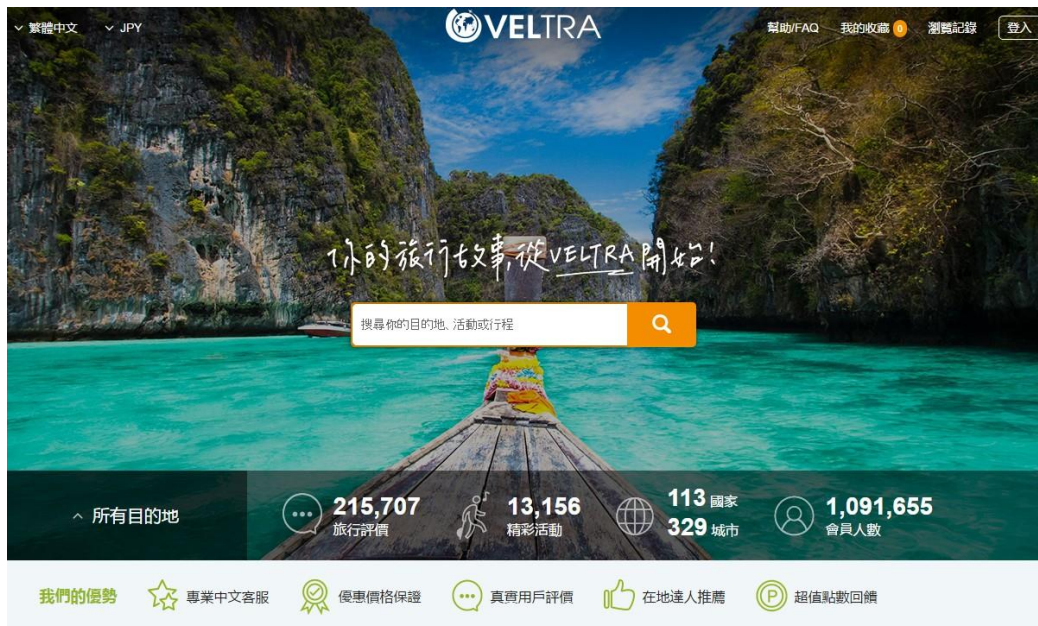 繁體中文
JPY
VELTRA
幫助/FAQ
我的收藏 0
瀏覽記錄
登入
你的旅行故事,從VELTRA開始!
搜尋你的目的地、活動或行程
所有目的地
215,707
旅行評價
13,156
精彩活動
113 國家
329 城市
1,091,655
會員人數
我們的優勢
專業中文客服
優惠價格保證
真實用戶評價
在地達人推薦
P
超值點數回饋